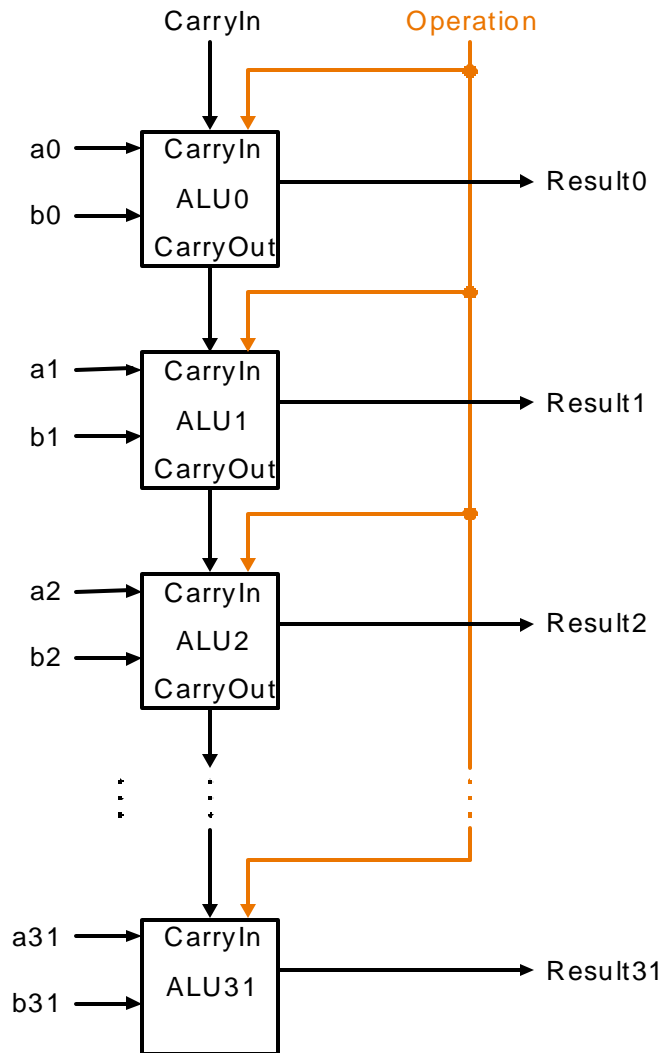 CarryIn
Operation
a0
CarryIn
b0
ALU0
Result0
CarryOut
a1
CarryIn
b1
ALU1
Result1
CarryOut
a2
CarryIn
b2
ALU2
Result2
CarryOut
a31
CarryIn
b31
ALU31
Result31